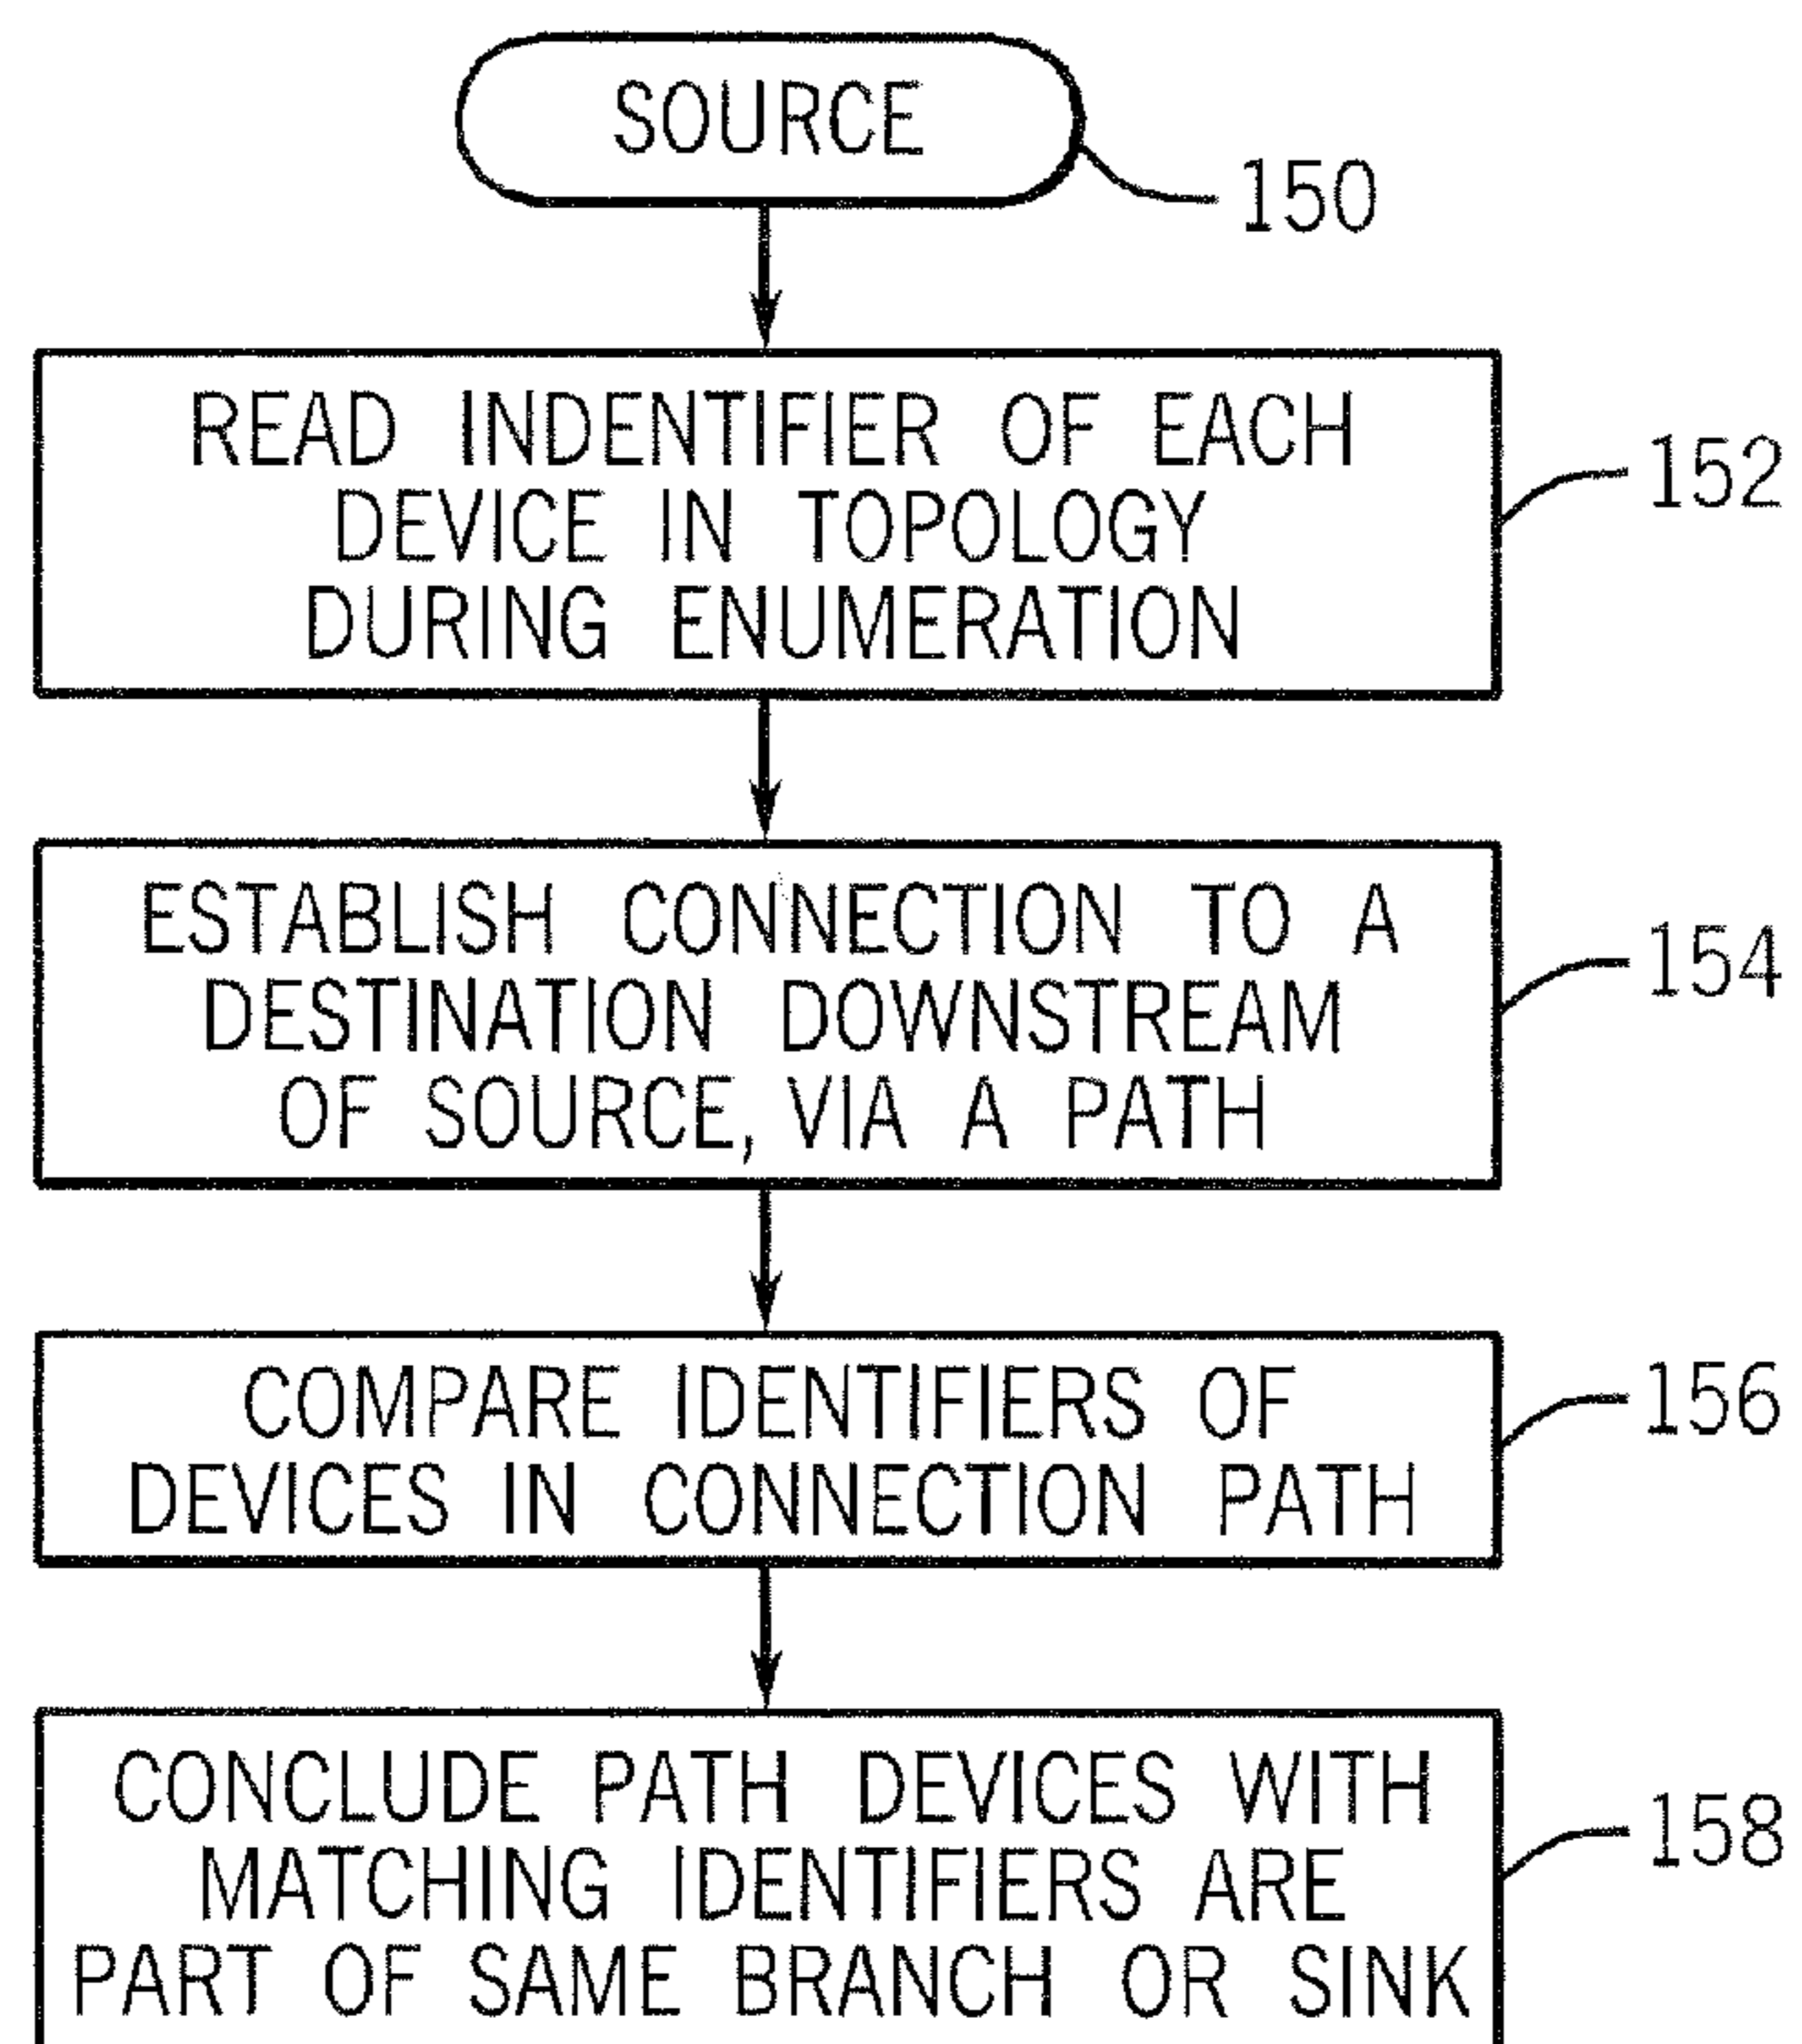 SOURCE
150
READ INDENTIFIER OF EACH
DEVICE IN TOPOLOGY
DURING ENUMERATION
152
ESTABLISH CONNECTION TO A
DESTINATION DOWNSTREAM
OF SOURCE, VIA A PATH
154
COMPARE IDENTIFIERS OF
DEVICES IN CONNECTION PATH
156
CONCLUDE PATH DEVICES WITH
MATCHING IDENTIFIERS ARE
PART OF SAME BRANCH OR SINK
158